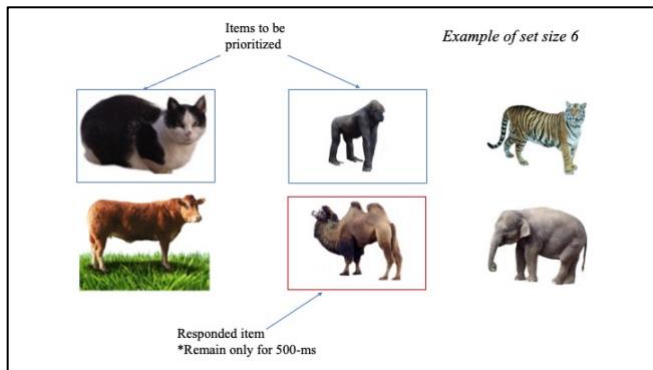 Items to be
prioritized
Example of set size 6
Responded item
*Remain only for 500-ms